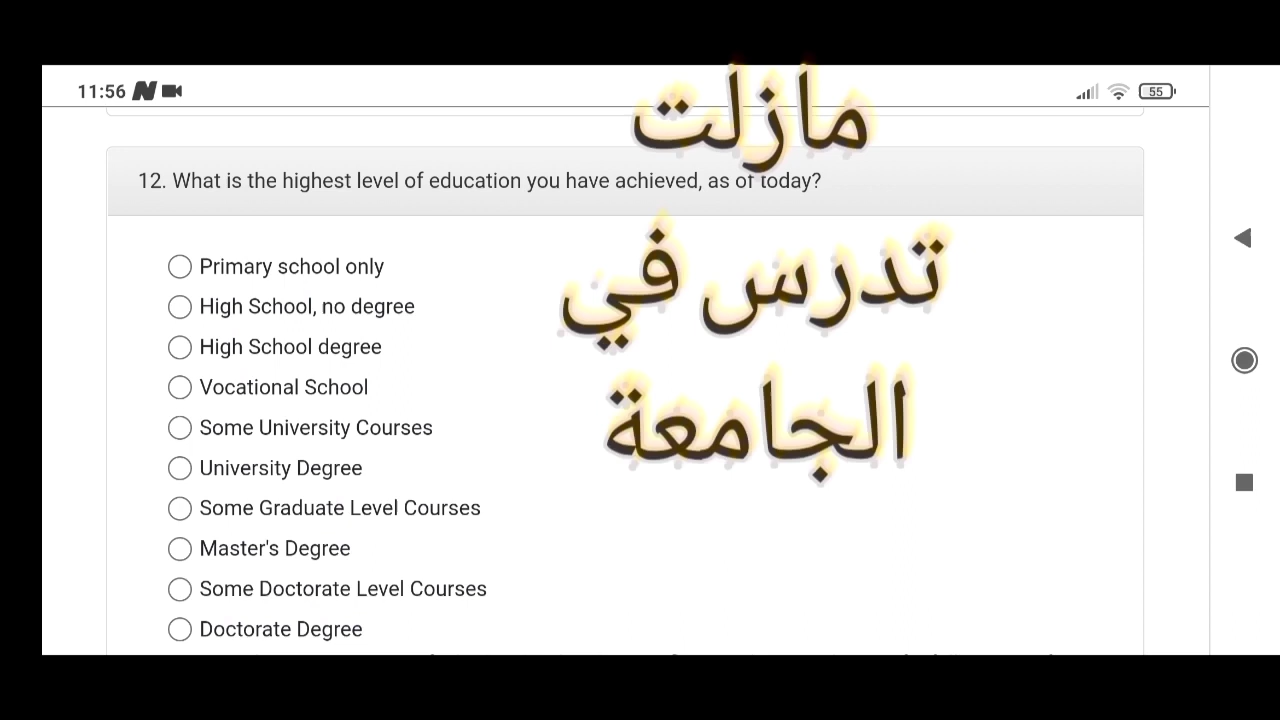 11:56
55
مازلت
12. What is the highest level of education you have achieved, as of today?
تدرس في
الجامعة
Primary school only
High School, no degree
High School degree
Vocational School
Some University Courses
University Degree
Some Graduate Level Courses
Master's Degree
Some Doctorate Level Courses
Doctorate Degree